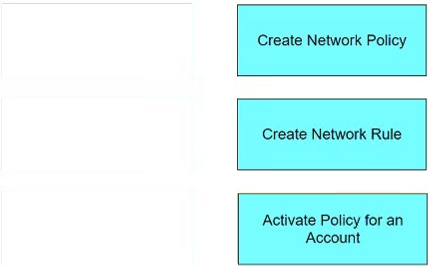 Create Network Policy
Create Network Rule
Activate Policy for an
Account